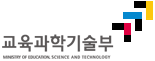 교육과학기술부
MINISTRY OF EDUCATION, SCIENCE AND TECHNOLOGY